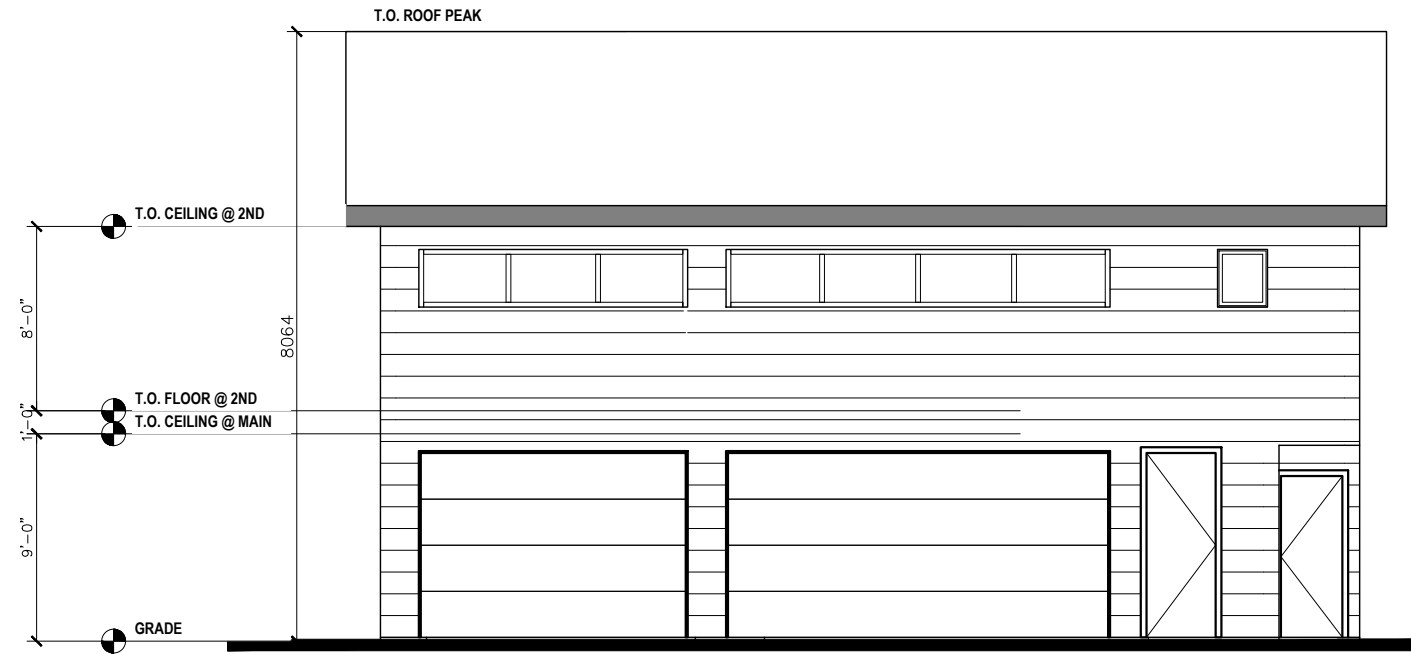 T.O. ROOF PEAK
T.O. CEILING @ 2ND
8'-0"
8064
T.O. FLOOR @ 2ND
1'-0"
T.O. CEILING @ MAIN
9'-0"
GRADE